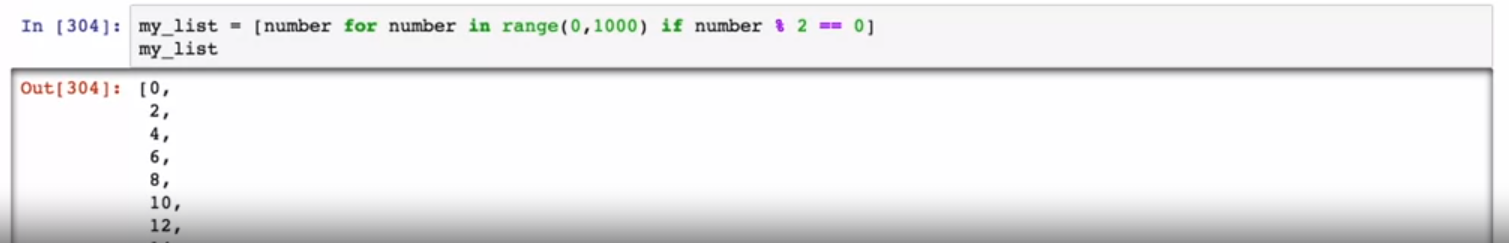 In [304]: my_list = [number for number in range(0,1000) if number % 2 == 0]
my_list
Out[304]: [0,
2,
4,
6,
8,
10,
12,